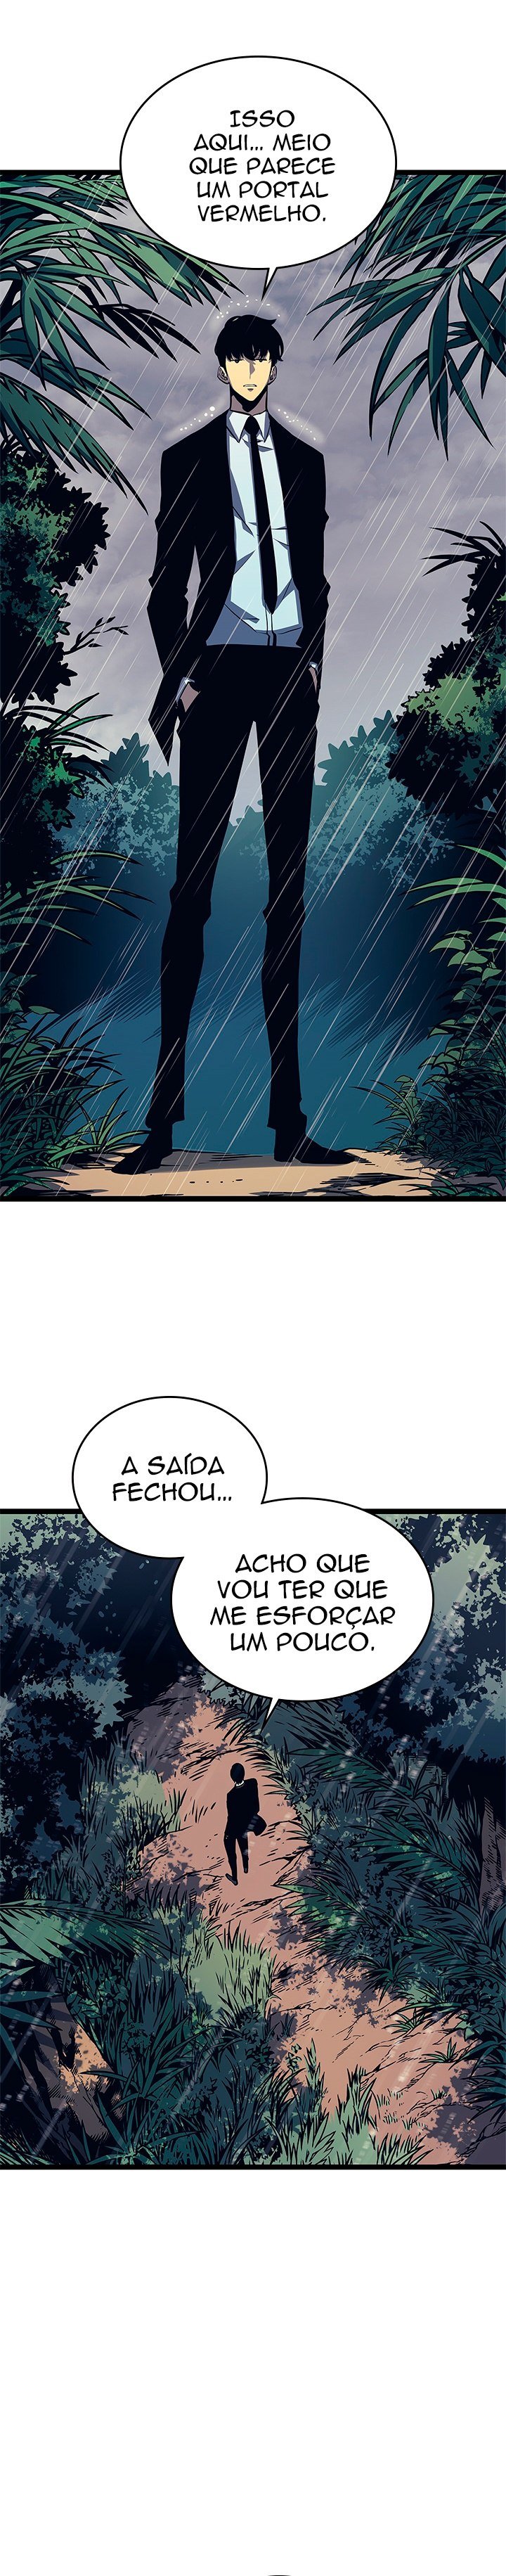 ISSO
AQUI... MEIO
QUE PARECE
UM PORTAL
VERMELHO.
A SAÍDA
FECHOU...
ACHO QUE
VOU TER QUE
ME ESFORÇAR
UM POUCO.